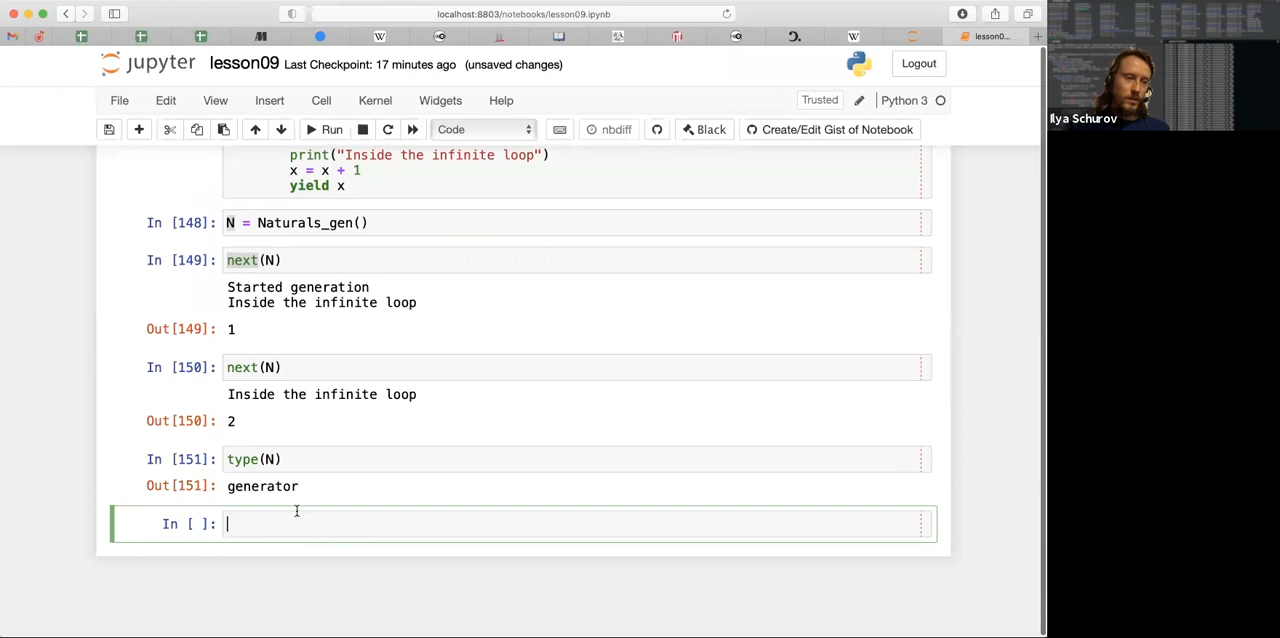 localhost:8803/notebooks/lesson09.ipynb
lesson0...
jupyter lesson09 Last Checkpoint: 17 minutes ago (unsaved changes)
Logout
File Edit View Insert Cell Kernel Widgets Help
Trusted Python 3
Run Code nbdiff Black Create/Edit Gist of Notebook
print("Inside the infinite loop")
x = x + 1
yield x
In [148]: N = Naturals_gen()
In [149]: next(N)
Started generation
Inside the infinite loop
Out[149]: 1
In [150]: next(N)
Inside the infinite loop
Out[150]: 2
In [151]: type(N)
Out[151]: generator
In [ ]:
Ilya Schurov